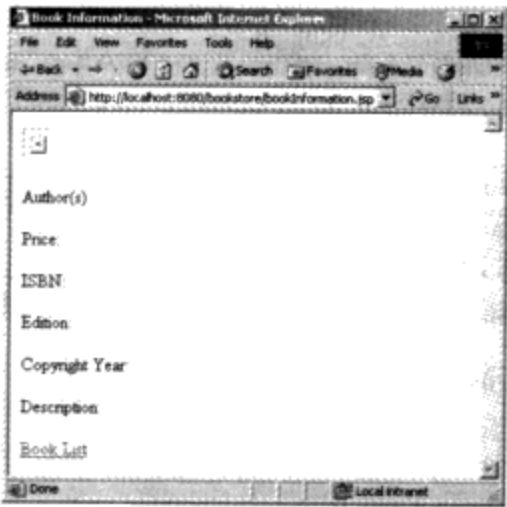 Book Information - Microsoft Internet Explorer
File Edit View Favorites Tools Help
Back Search Favorites Media
Address http://localhost:8080/bookstore/bookInformation.jsp Go Links »
Author(s)
Price:
ISBN:
Edition:
Copyright Year:
Description:
Book List
Done Local intranet